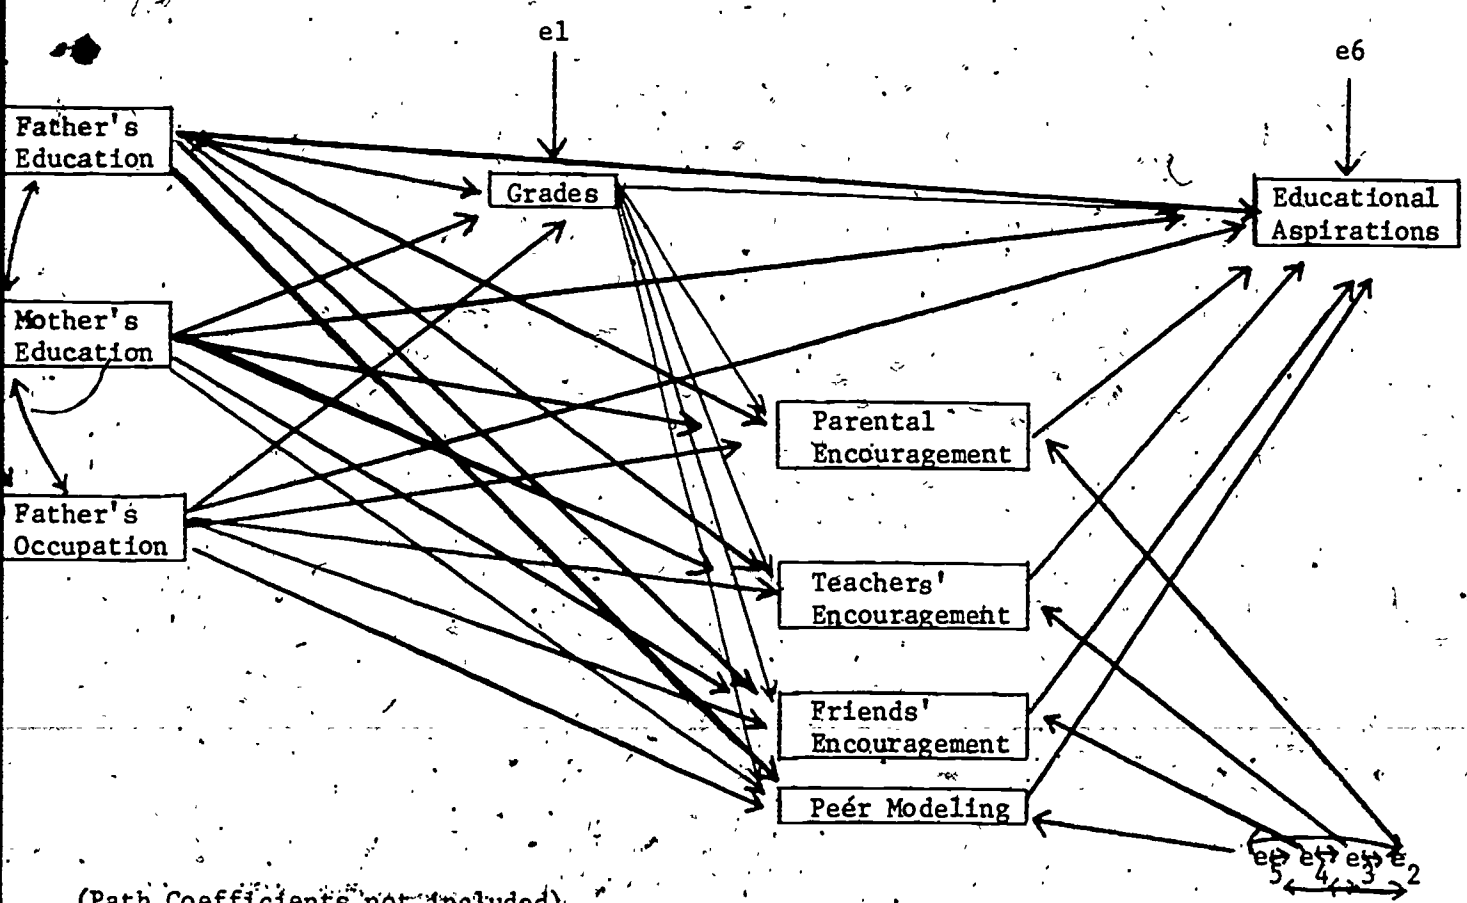 e1
e6
Father's
Education
Grades
Educational
Aspirations
Mother's
Education
Parental
Encouragement
Father's
Occupation
Teachers'
Encouragement
Friends'
Encouragement
Peer Modeling
e5 e4 e3 e2
(Path Coefficients not included)